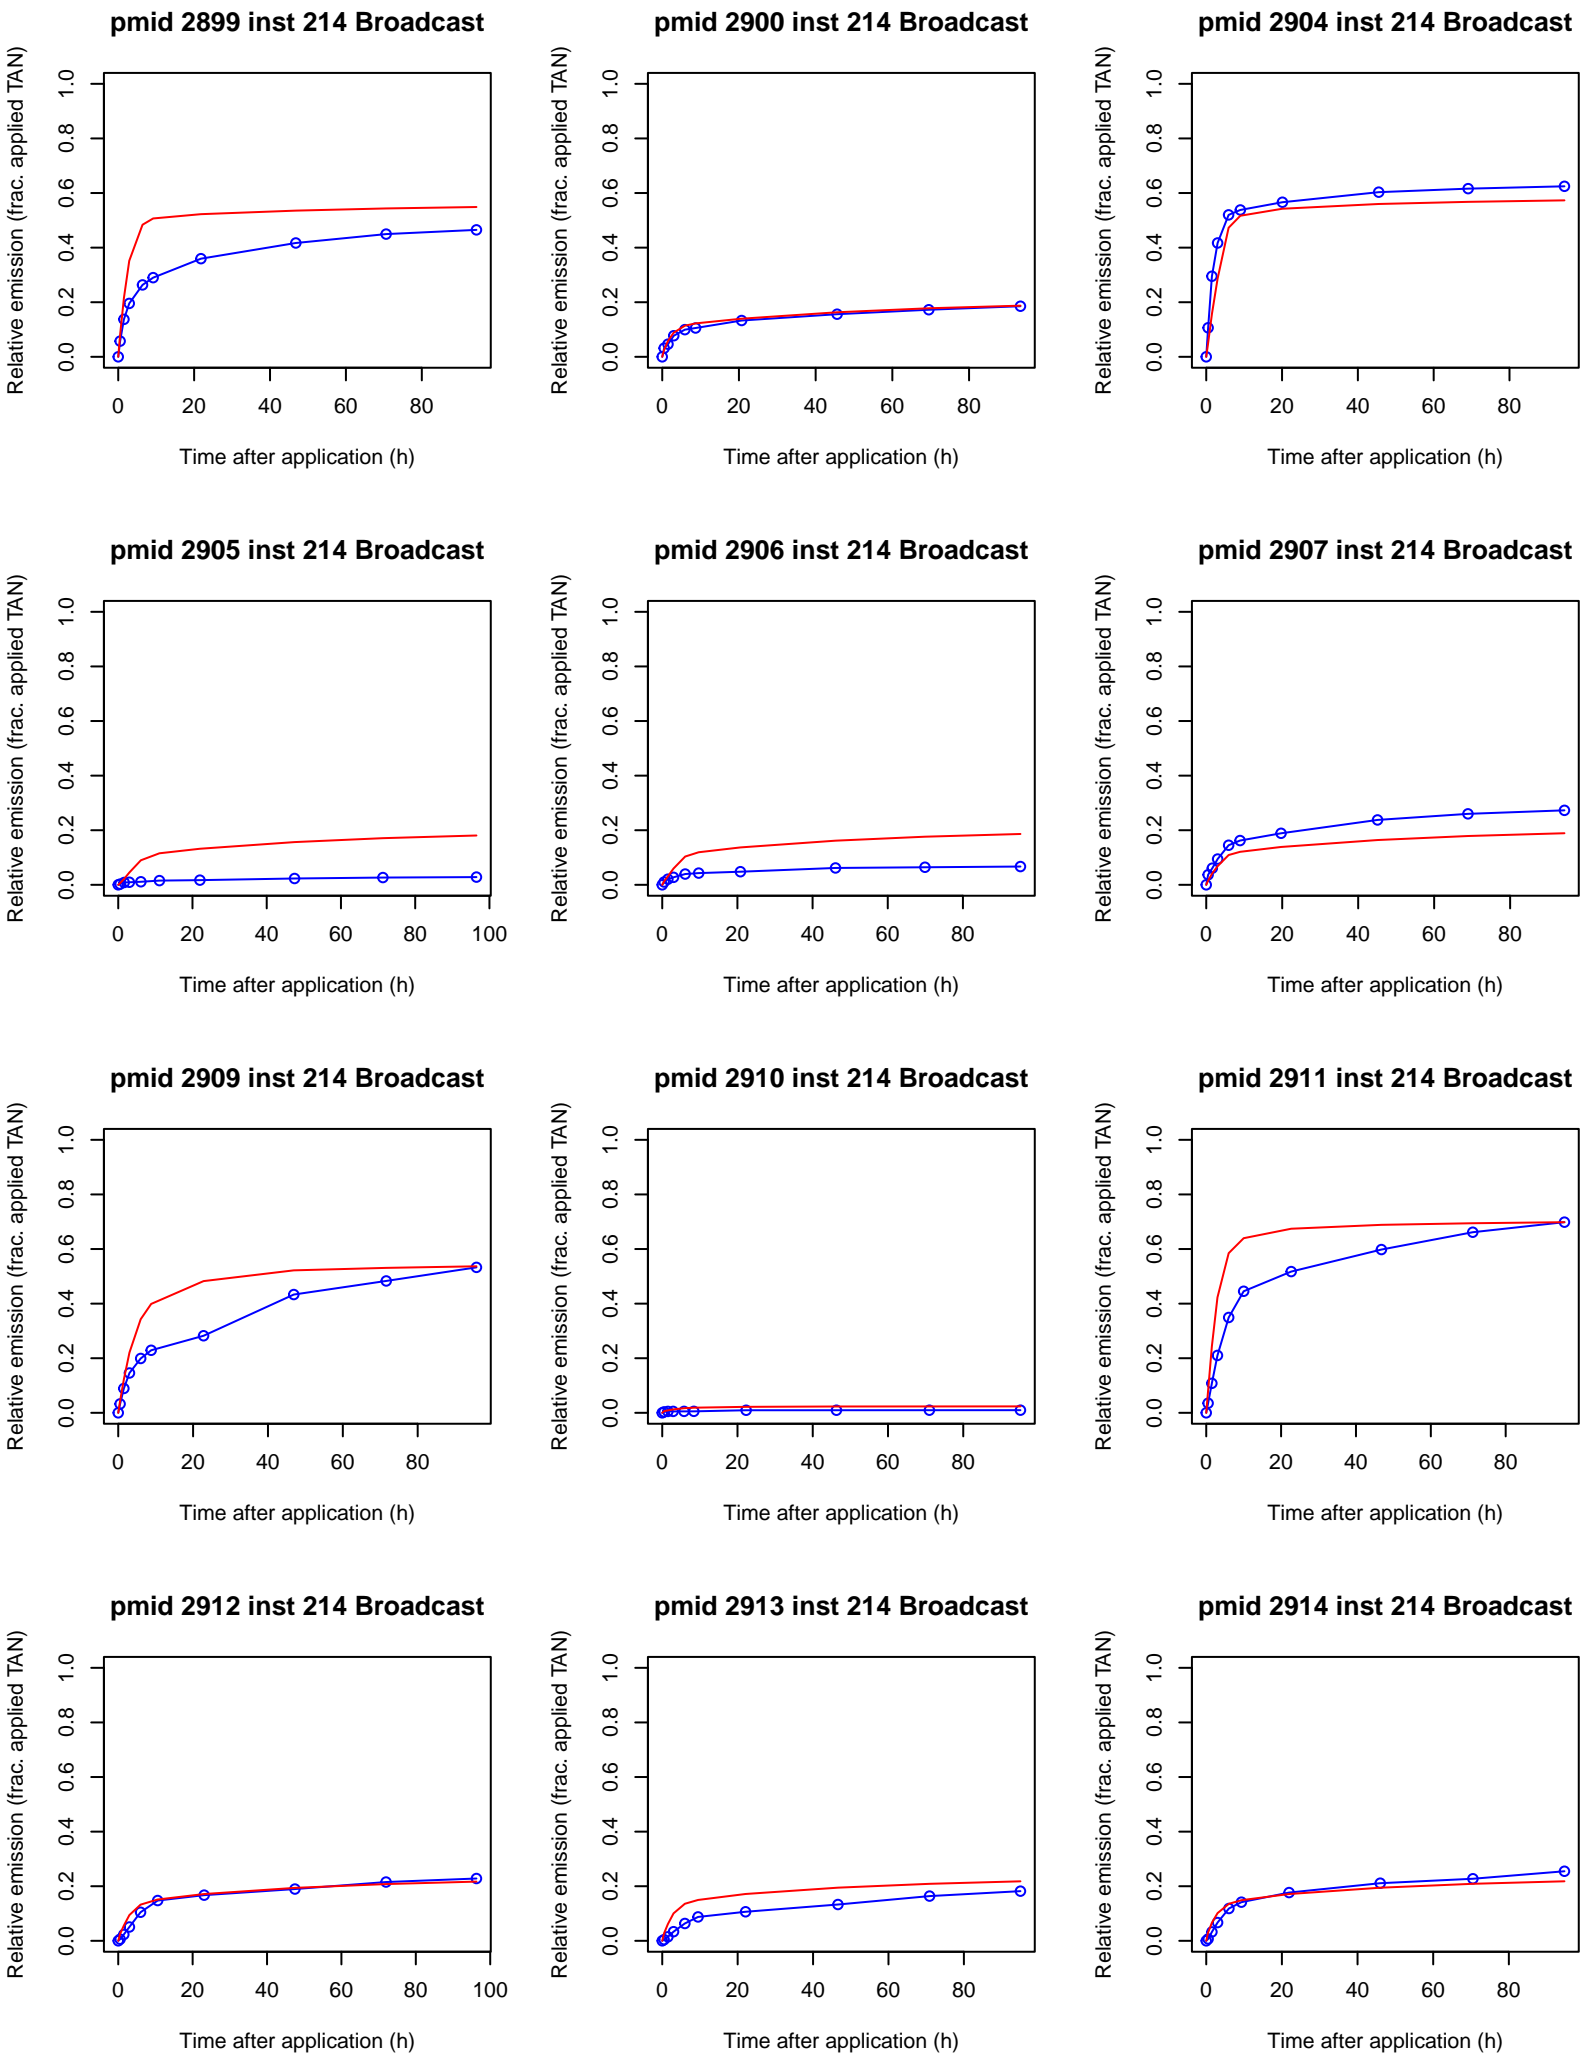 pmid 2899 inst 214 Broadcast
Relative emission (frac. applied TAN)
0.0 0.2 0.4 0.6 0.8 1.0
0 20 40 60 80
Time after application (h)
pmid 2900 inst 214 Broadcast
Relative emission (frac. applied TAN)
0.0 0.2 0.4 0.6 0.8 1.0
0 20 40 60 80
Time after application (h)
pmid 2904 inst 214 Broadcast
Relative emission (frac. applied TAN)
0.0 0.2 0.4 0.6 0.8 1.0
0 20 40 60 80
Time after application (h)
pmid 2905 inst 214 Broadcast
Relative emission (frac. applied TAN)
0.0 0.2 0.4 0.6 0.8 1.0
0 20 40 60 80 100
Time after application (h)
pmid 2906 inst 214 Broadcast
Relative emission (frac. applied TAN)
0.0 0.2 0.4 0.6 0.8 1.0
0 20 40 60 80
Time after application (h)
pmid 2907 inst 214 Broadcast
Relative emission (frac. applied TAN)
0.0 0.2 0.4 0.6 0.8 1.0
0 20 40 60 80
Time after application (h)
pmid 2909 inst 214 Broadcast
Relative emission (frac. applied TAN)
0.0 0.2 0.4 0.6 0.8 1.0
0 20 40 60 80
Time after application (h)
pmid 2910 inst 214 Broadcast
Relative emission (frac. applied TAN)
0.0 0.2 0.4 0.6 0.8 1.0
0 20 40 60 80
Time after application (h)
pmid 2911 inst 214 Broadcast
Relative emission (frac. applied TAN)
0.0 0.2 0.4 0.6 0.8 1.0
0 20 40 60 80
Time after application (h)
pmid 2912 inst 214 Broadcast
Relative emission (frac. applied TAN)
0.0 0.2 0.4 0.6 0.8 1.0
0 20 40 60 80 100
Time after application (h)
pmid 2913 inst 214 Broadcast
Relative emission (frac. applied TAN)
0.0 0.2 0.4 0.6 0.8 1.0
0 20 40 60 80
Time after application (h)
pmid 2914 inst 214 Broadcast
Relative emission (frac. applied TAN)
0.0 0.2 0.4 0.6 0.8 1.0
0 20 40 60 80
Time after application (h)